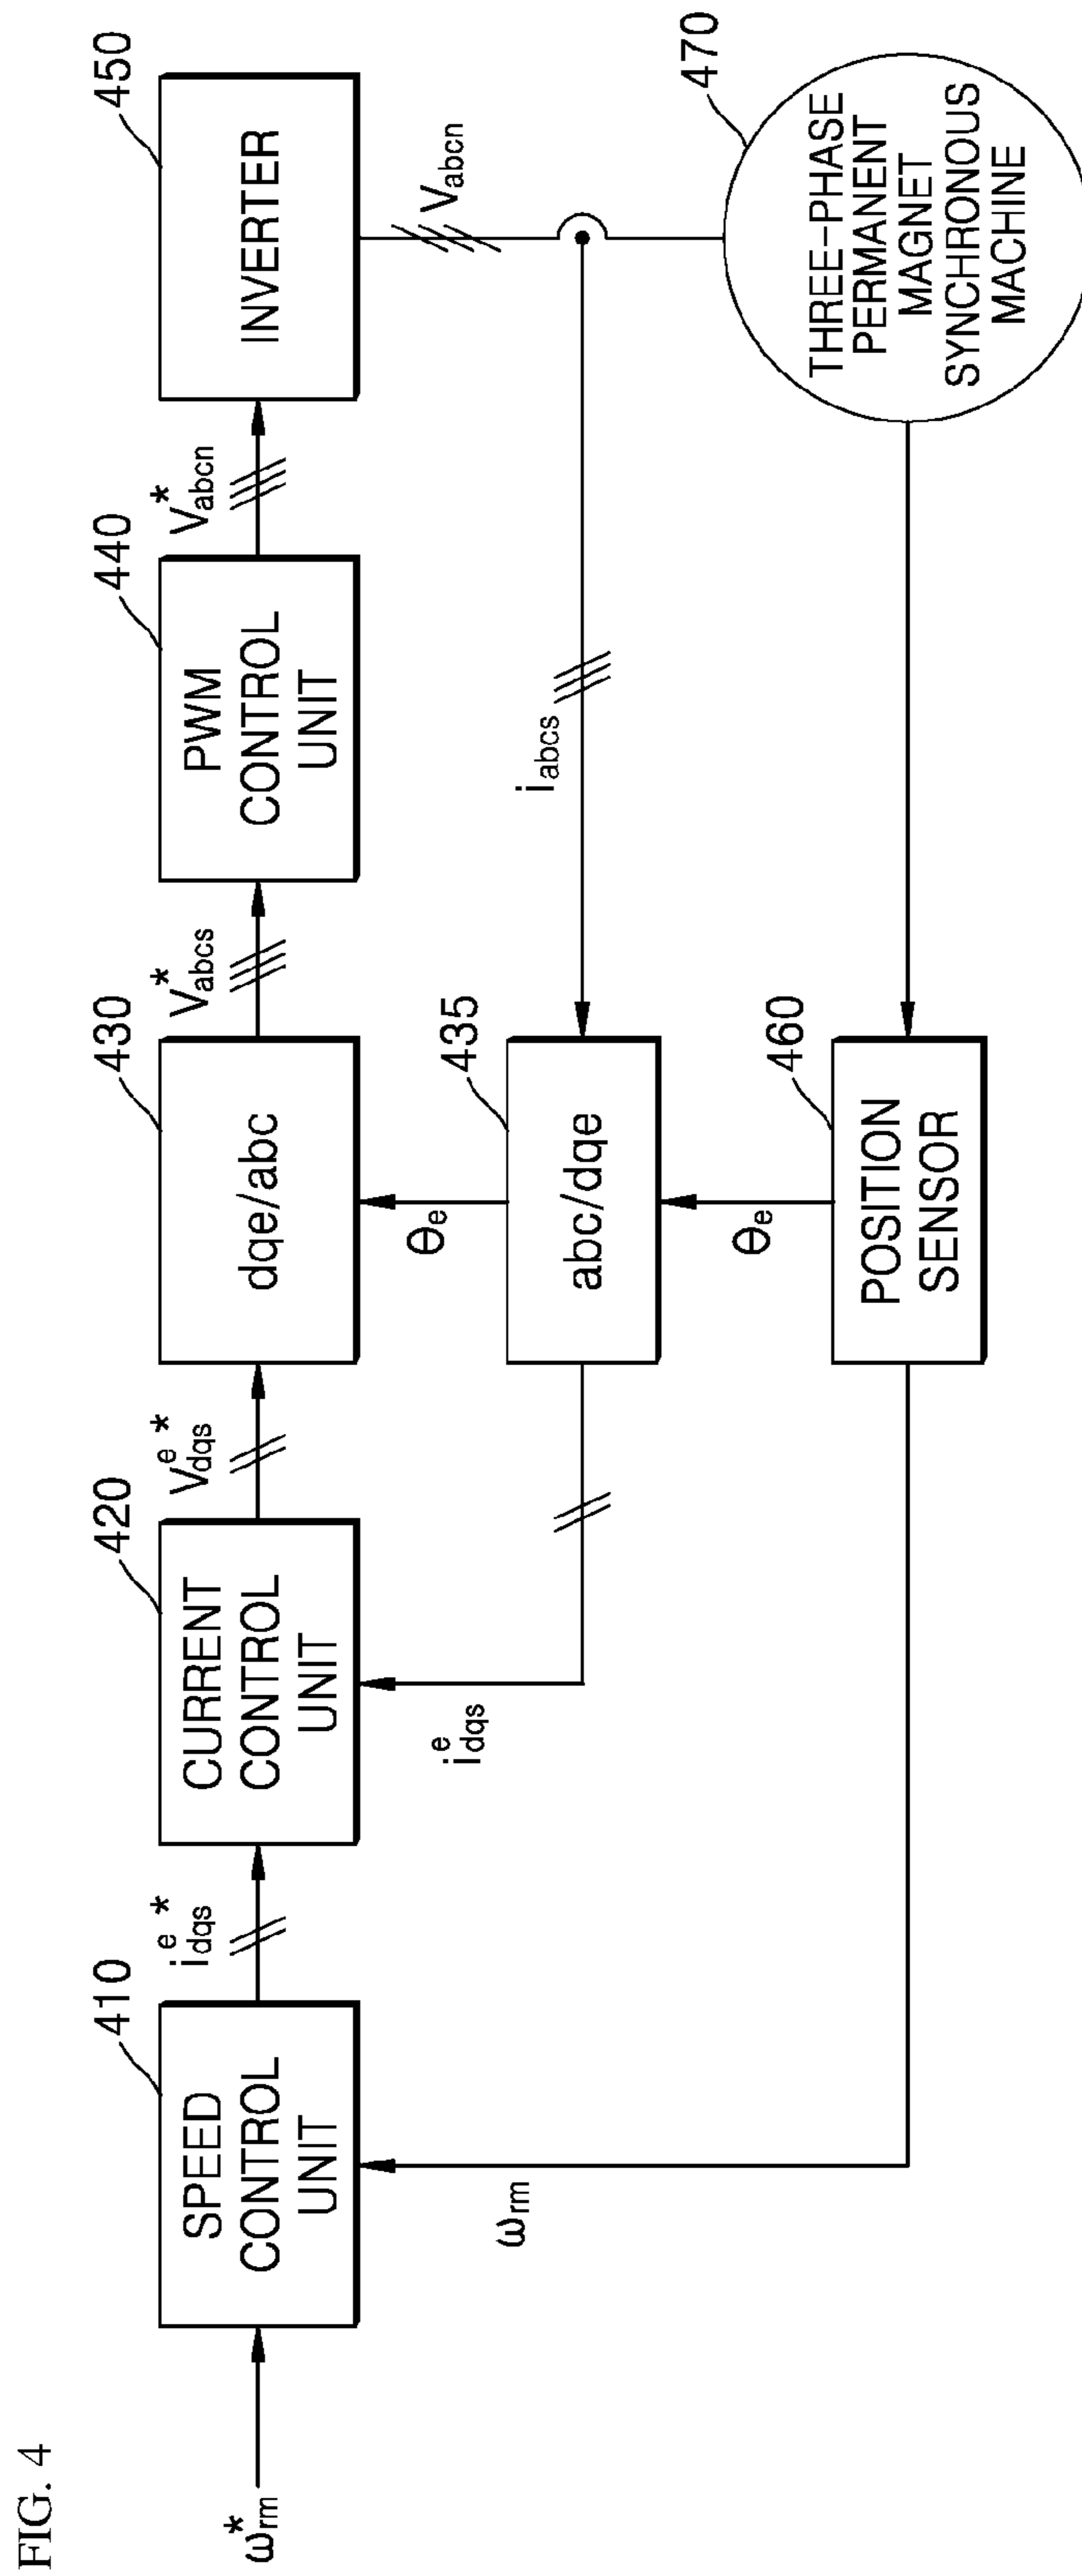 FIG. 4
ω*rm
SPEED
CONTROL
UNIT
410
i e * dqs
CURRENT
CONTROL
UNIT
420
V e * dqs
dqe/abc
430
V*abcs
PWM
CONTROL
UNIT
440
V*abcn
INVERTER
450
Vabcn
ωrm
i e dqs
θe
abc/dqe
435
iabcs
θe
POSITION
SENSOR
460
THREE-PHASE
PERMANENT
MAGNET
SYNCHRONOUS
MACHINE
470